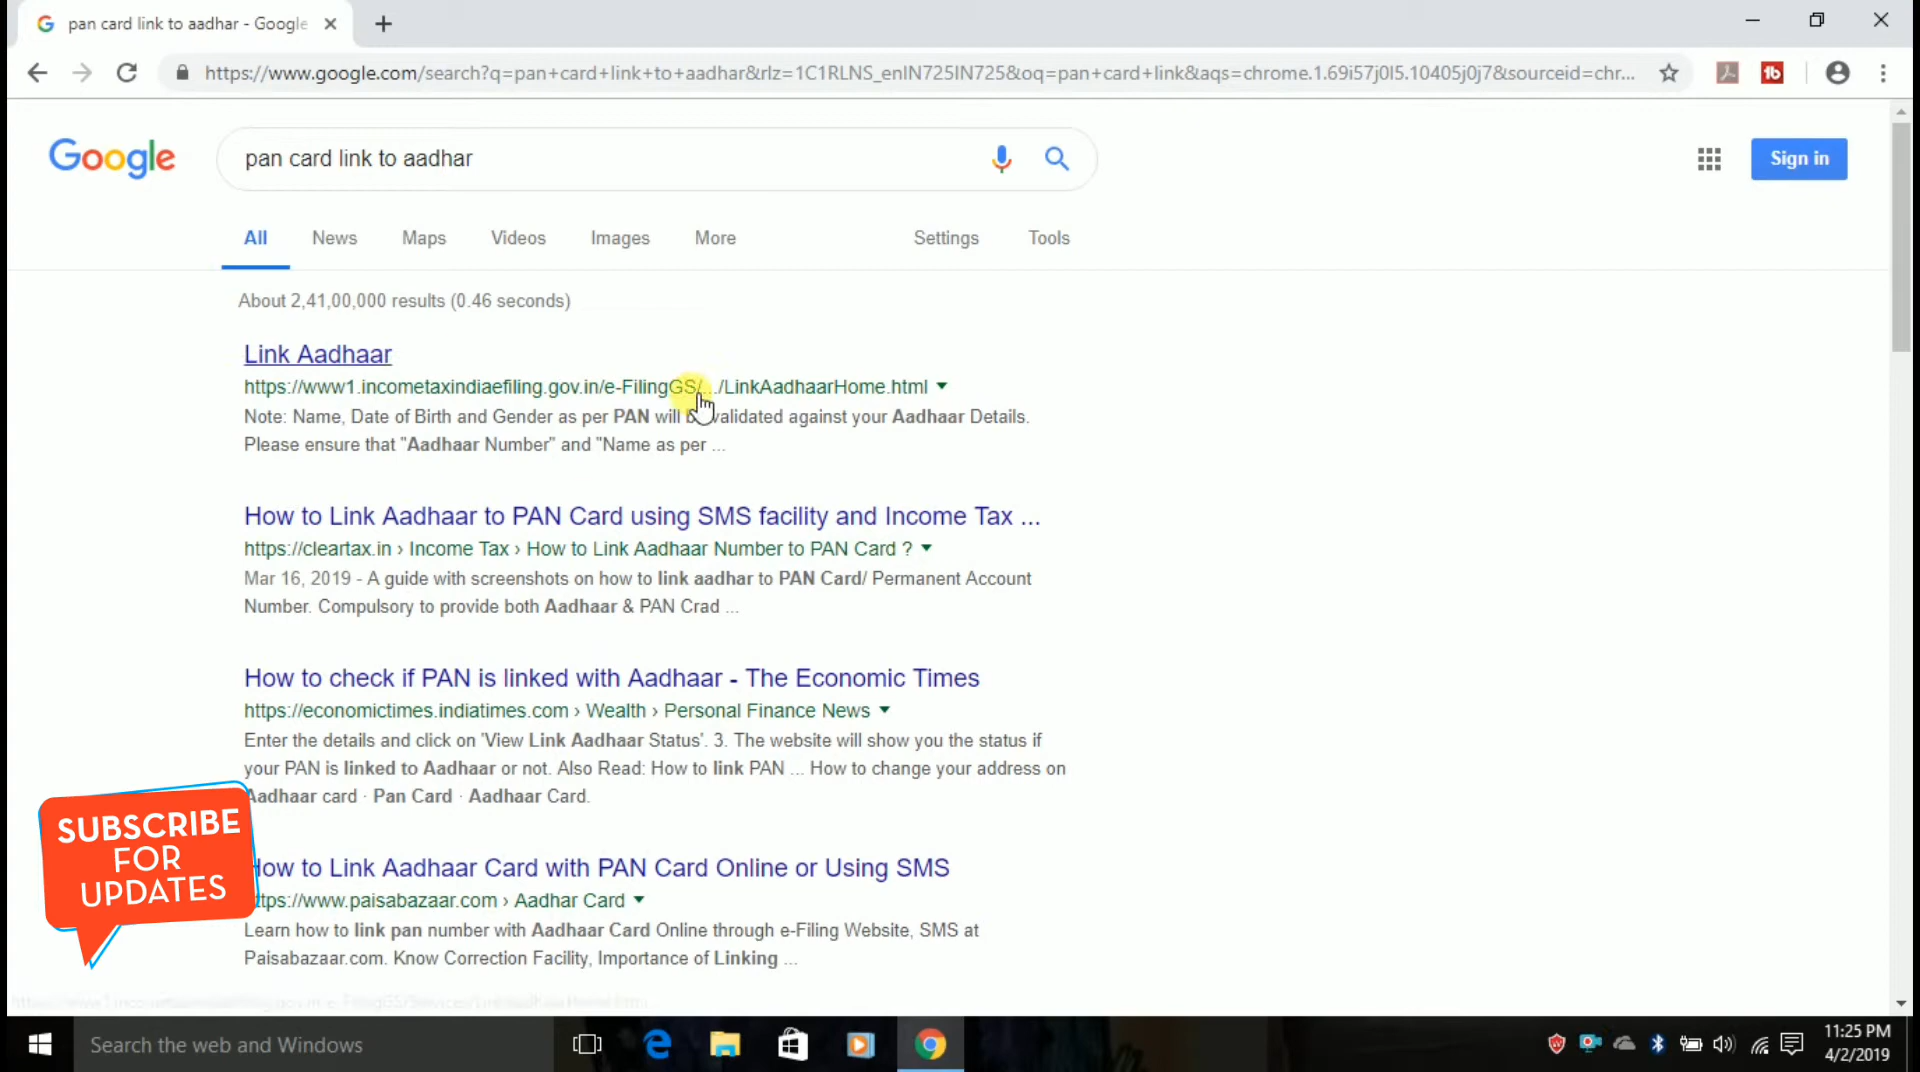 pan card link to aadhar - Google
https://www.google.com/search?q=pan+card+link+to+aadhar&rlz=1C1RLNS_enIN725IN725&oq=pan+card+link&aqs=chrome.1.69i57j0l5.10405j0j7&sourceid=chr...
Google
pan card link to aadhar
Sign in
All
News
Maps
Videos
Images
More
Settings
Tools
About 2,41,00,000 results (0.46 seconds)
Link Aadhaar
https://www1.incometaxindiaefiling.gov.in/e-FilingGS/.../LinkAadhaarHome.html
Note: Name, Date of Birth and Gender as per PAN will be validated against your Aadhaar Details.
Please ensure that "Aadhaar Number" and "Name as per ...
How to Link Aadhaar to PAN Card using SMS facility and Income Tax ...
https://cleartax.in › Income Tax › How to Link Aadhaar Number to PAN Card ?
Mar 16, 2019 - A guide with screenshots on how to link aadhar to PAN Card/ Permanent Account
Number. Compulsory to provide both Aadhaar & PAN Crad ...
How to check if PAN is linked with Aadhaar - The Economic Times
https://economictimes.indiatimes.com › Wealth › Personal Finance News
Enter the details and click on 'View Link Aadhaar Status'. 3. The website will show you the status if
your PAN is linked to Aadhaar or not. Also Read: How to link PAN ... How to change your address on
Aadhaar card · Pan Card · Aadhaar Card.
How to Link Aadhaar Card with PAN Card Online or Using SMS
https://www.paisabazaar.com › Aadhar Card
Learn how to link pan number with Aadhaar Card Online through e-Filing Website, SMS at
Paisabazaar.com. Know Correction Facility, Importance of Linking ...
SUBSCRIBE
FOR
UPDATES
Search the web and Windows
11:25 PM
4/2/2019